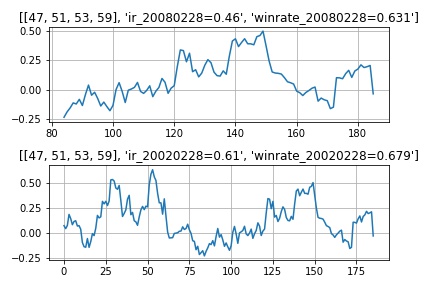 [[47, 51, 53, 59], 'ir_20080228=0.46', 'winrate_20080228=0.631']
0.50
0.25
0.00
−0.25
80 100 120 140 160 180
[[47, 51, 53, 59], 'ir_20020228=0.61', 'winrate_20020228=0.679']
0.50
0.25
0.00
−0.25
0 25 50 75 100 125 150 175